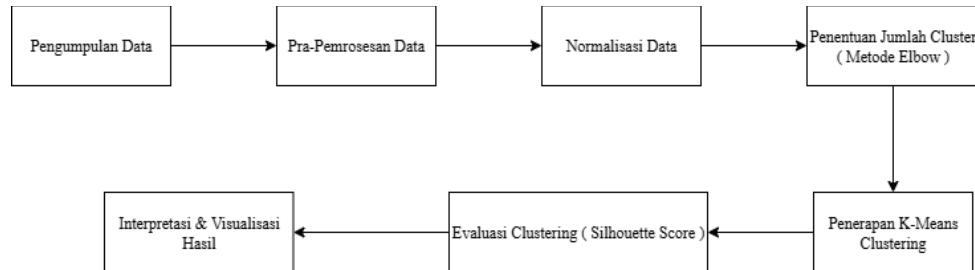 Pengumpulan Data
Pra-Pemrosesan Data
Normalisasi Data
Penentuan Jumlah Cluster
( Metode Elbow )
Penerapan K-Means
Clustering
Evaluasi Clustering ( Silhouette Score )
Interpretasi & Visualisasi
Hasil